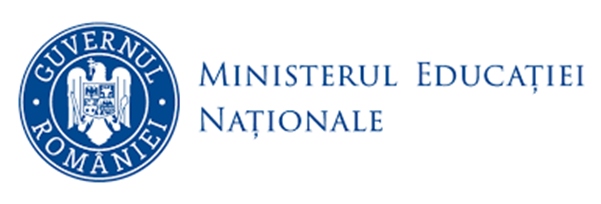 GUVERNUL
ROMÂNIEI
MINISTERUL EDUCAȚIEI
NAȚIONALE